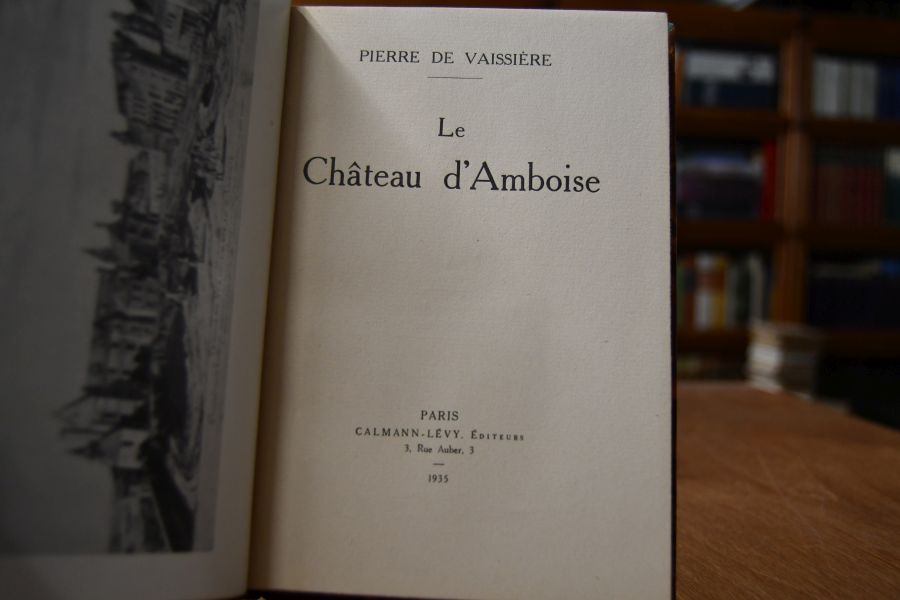 PIERRE DE VAISSIÈRE
Le
Château d'Amboise
PARIS
CALMANN-LÉVY, ÉDITEURS
3, Rue Auber, 3
1935